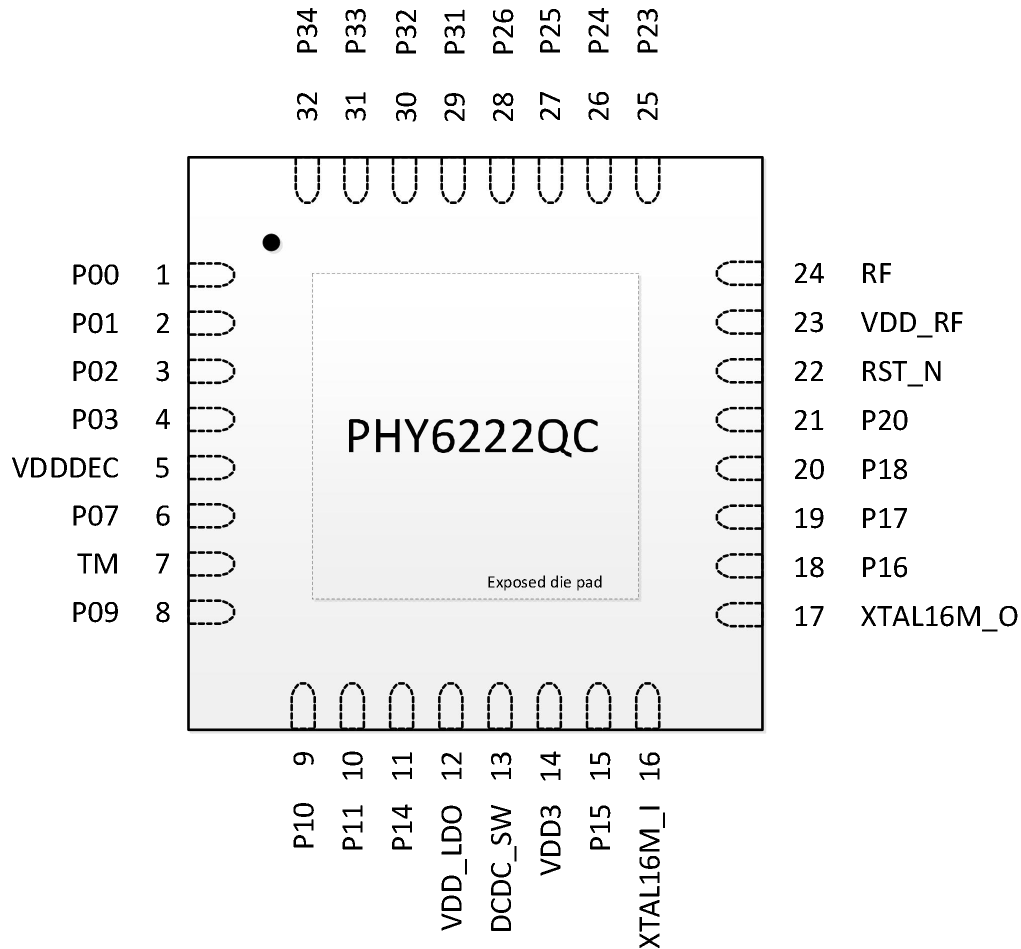 P34 P33 P32 P31 P26 P25 P24 P23
32 31 30 29 28 27 26 25
P00 1
P01 2
P02 3
P03 4
VDDDEC 5
P07 6
TM 7
P09 8
PHY6222QC
Exposed die pad
24 RF
23 VDD_RF
22 RST_N
21 P20
20 P18
19 P17
18 P16
17 XTAL16M_O
9 10 11 12 13 14 15 16
P10 P11 P14 VDD_LDO DCDC_SW VDD3 P15 XTAL16M_I